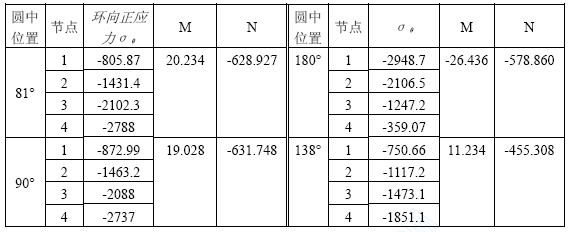 圆中位置 节点 环向正应力σθ M N 圆中位置 节点 σθ M N
81° 1 -805.87 20.234 -628.927 180° 1 -2948.7 -26.436 -578.860
2 -1431.4 2 -2106.5
3 -2102.3 3 -1247.2
4 -2788 4 -359.07
90° 1 -872.99 19.028 -631.748 138° 1 -750.66 11.234 -455.308
2 -1463.2 2 -1117.2
3 -2088 3 -1473.1
4 -2737 4 -1851.1